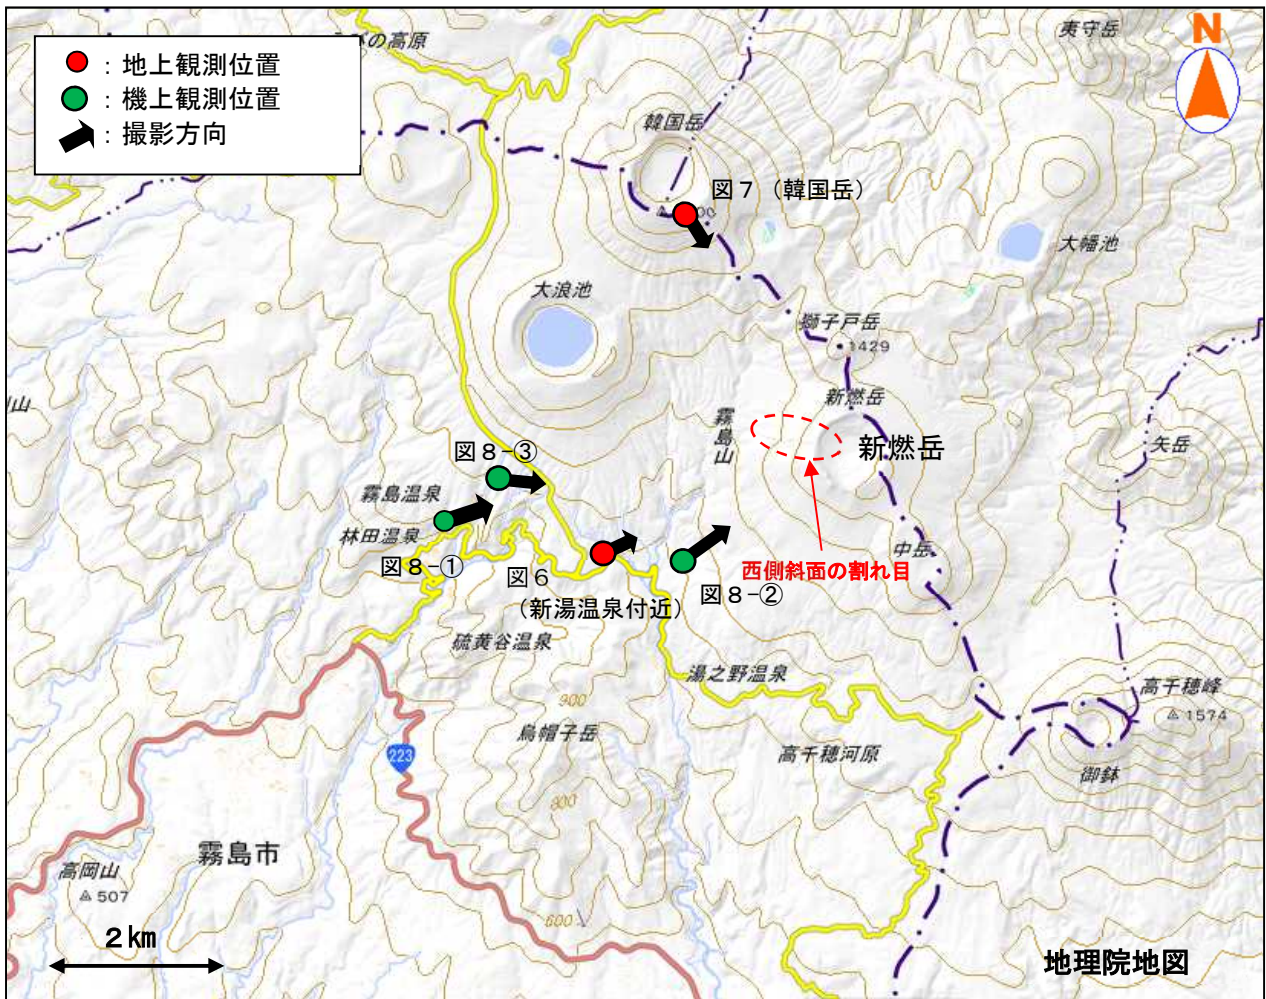 ：地上観測位置
：機上観測位置
：撮影方向
の高原
夷守岳
N
韓国岳
図７（韓国岳）
大幡池
大浪池
獅子戸岳
1429
新燃岳
山
霧島山
新燃岳
矢岳
図８-③
霧島温泉
林田温泉
図８-①
中岳
西側斜面の割れ目
図６
（新湯温泉付近）
図８-②
硫黄谷温泉
湯之野温泉
高千穂峰
1574
900
烏帽子岳
223
高千穂河原
御鉢
800
霧島市
高岡山
507
600
2km
地理院地図